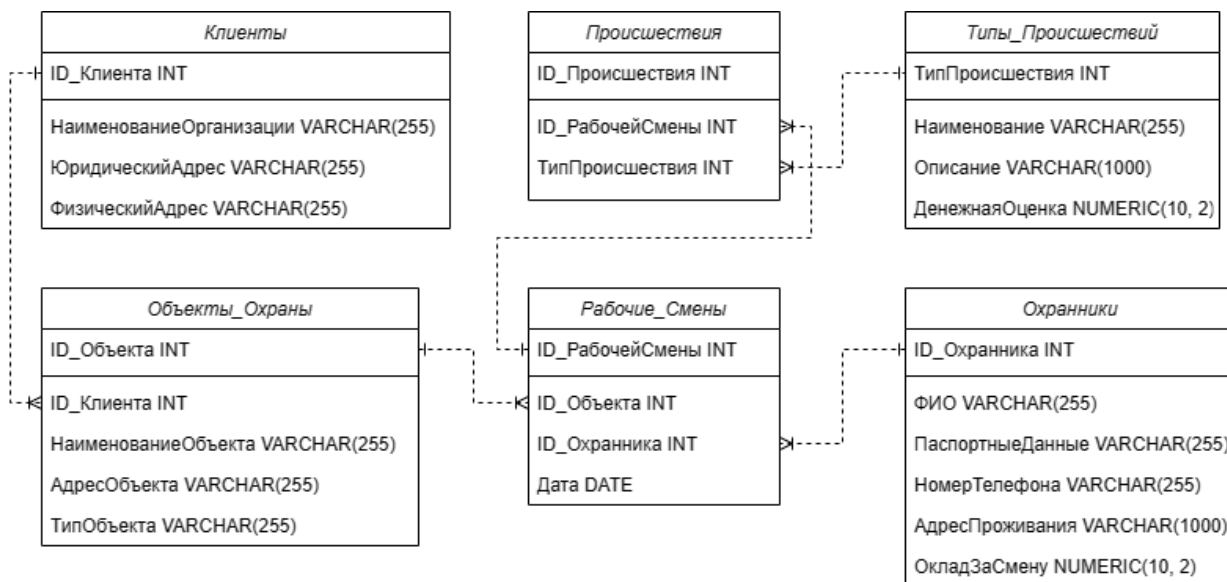 Клиенты
ID_Клиента INT
НаименованиеОрганизации VARCHAR(255)
ЮридическийАдрес VARCHAR(255)
ФизическийАдрес VARCHAR(255)
Происшествия
ID_Происшествия INT
ID_РабочейСмены INT
ТипПроисшествия INT
Типы_Происшествий
ТипПроисшествия INT
Наименование VARCHAR(255)
Описание VARCHAR(1000)
ДенежнаяОценка NUMERIC(10, 2)
Объекты_Охраны
ID_Объекта INT
ID_Клиента INT
НаименованиеОбъекта VARCHAR(255)
АдресОбъекта VARCHAR(255)
ТипОбъекта VARCHAR(255)
Рабочие_Смены
ID_РабочейСмены INT
ID_Объекта INT
ID_Охранника INT
Дата DATE
Охранники
ID_Охранника INT
ФИО VARCHAR(255)
ПаспортныеДанные VARCHAR(255)
НомерТелефона VARCHAR(255)
АдресПроживания VARCHAR(1000)
ОкладЗаСмену NUMERIC(10, 2)